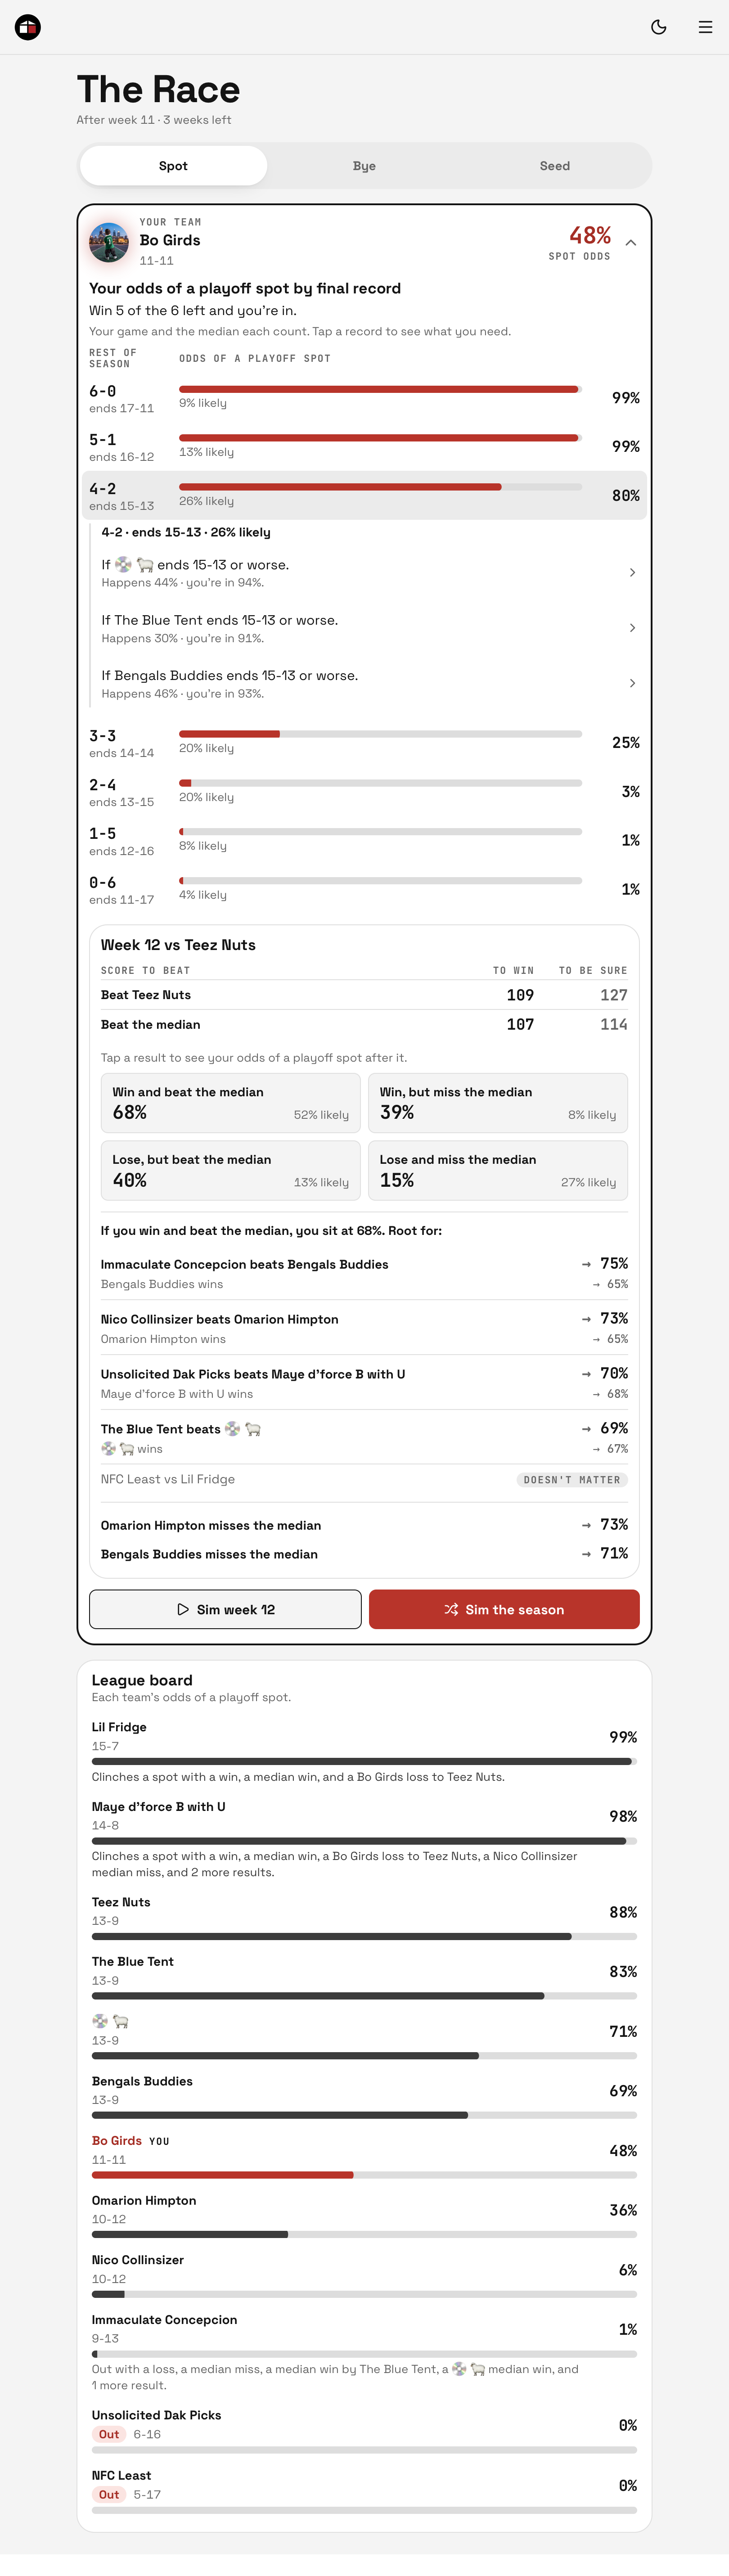 The Race
After week 11 · 3 weeks left
Spot
Bye
Seed
YOUR TEAM
Bo Girds
11-11
48%
SPOT ODDS
Your odds of a playoff spot by final record
Win 5 of the 6 left and you're in.
Your game and the median each count. Tap a record to see what you need.
REST OF
SEASON
ODDS OF A PLAYOFF SPOT
6-0
ends 17-11
9% likely
99%
5-1
ends 16-12
13% likely
99%
4-2
ends 15-13
26% likely
80%
4-2 · ends 15-13 · 26% likely
If 💿 🐑 ends 15-13 or worse.
Happens 44% · you're in 94%.
If The Blue Tent ends 15-13 or worse.
Happens 30% · you're in 91%.
If Bengals Buddies ends 15-13 or worse.
Happens 46% · you're in 93%.
3-3
ends 14-14
20% likely
25%
2-4
ends 13-15
20% likely
3%
1-5
ends 12-16
8% likely
1%
0-6
ends 11-17
4% likely
1%
Week 12 vs Teez Nuts
SCORE TO BEAT
TO WIN
TO BE SURE
Beat Teez Nuts
109
127
Beat the median
107
114
Tap a result to see your odds of a playoff spot after it.
Win and beat the median
68%
52% likely
Win, but miss the median
39%
8% likely
Lose, but beat the median
40%
13% likely
Lose and miss the median
15%
27% likely
If you win and beat the median, you sit at 68%. Root for:
Immaculate Concepcion beats Bengals Buddies
→ 75%
Bengals Buddies wins
→ 65%
Nico Collinsizer beats Omarion Himpton
→ 73%
Omarion Himpton wins
→ 65%
Unsolicited Dak Picks beats Maye d'force B with U
→ 70%
Maye d'force B with U wins
→ 68%
The Blue Tent beats 💿 🐑
→ 69%
💿 🐑 wins
→ 67%
NFC Least vs Lil Fridge
DOESN'T MATTER
Omarion Himpton misses the median
→ 73%
Bengals Buddies misses the median
→ 71%
Sim week 12
Sim the season
League board
Each team's odds of a playoff spot.
Lil Fridge
15-7
99%
Clinches a spot with a win, a median win, and a Bo Girds loss to Teez Nuts.
Maye d'force B with U
14-8
98%
Clinches a spot with a win, a median win, a Bo Girds loss to Teez Nuts, a Nico Collinsizer
median miss, and 2 more results.
Teez Nuts
13-9
88%
The Blue Tent
13-9
83%
💿 🐑
13-9
71%
Bengals Buddies
13-9
69%
Bo Girds YOU
11-11
48%
Omarion Himpton
10-12
36%
Nico Collinsizer
10-12
6%
Immaculate Concepcion
9-13
1%
Out with a loss, a median miss, a median win by The Blue Tent, a 💿 🐑 median win, and
1 more result.
Unsolicited Dak Picks
Out 6-16
0%
NFC Least
Out 5-17
0%